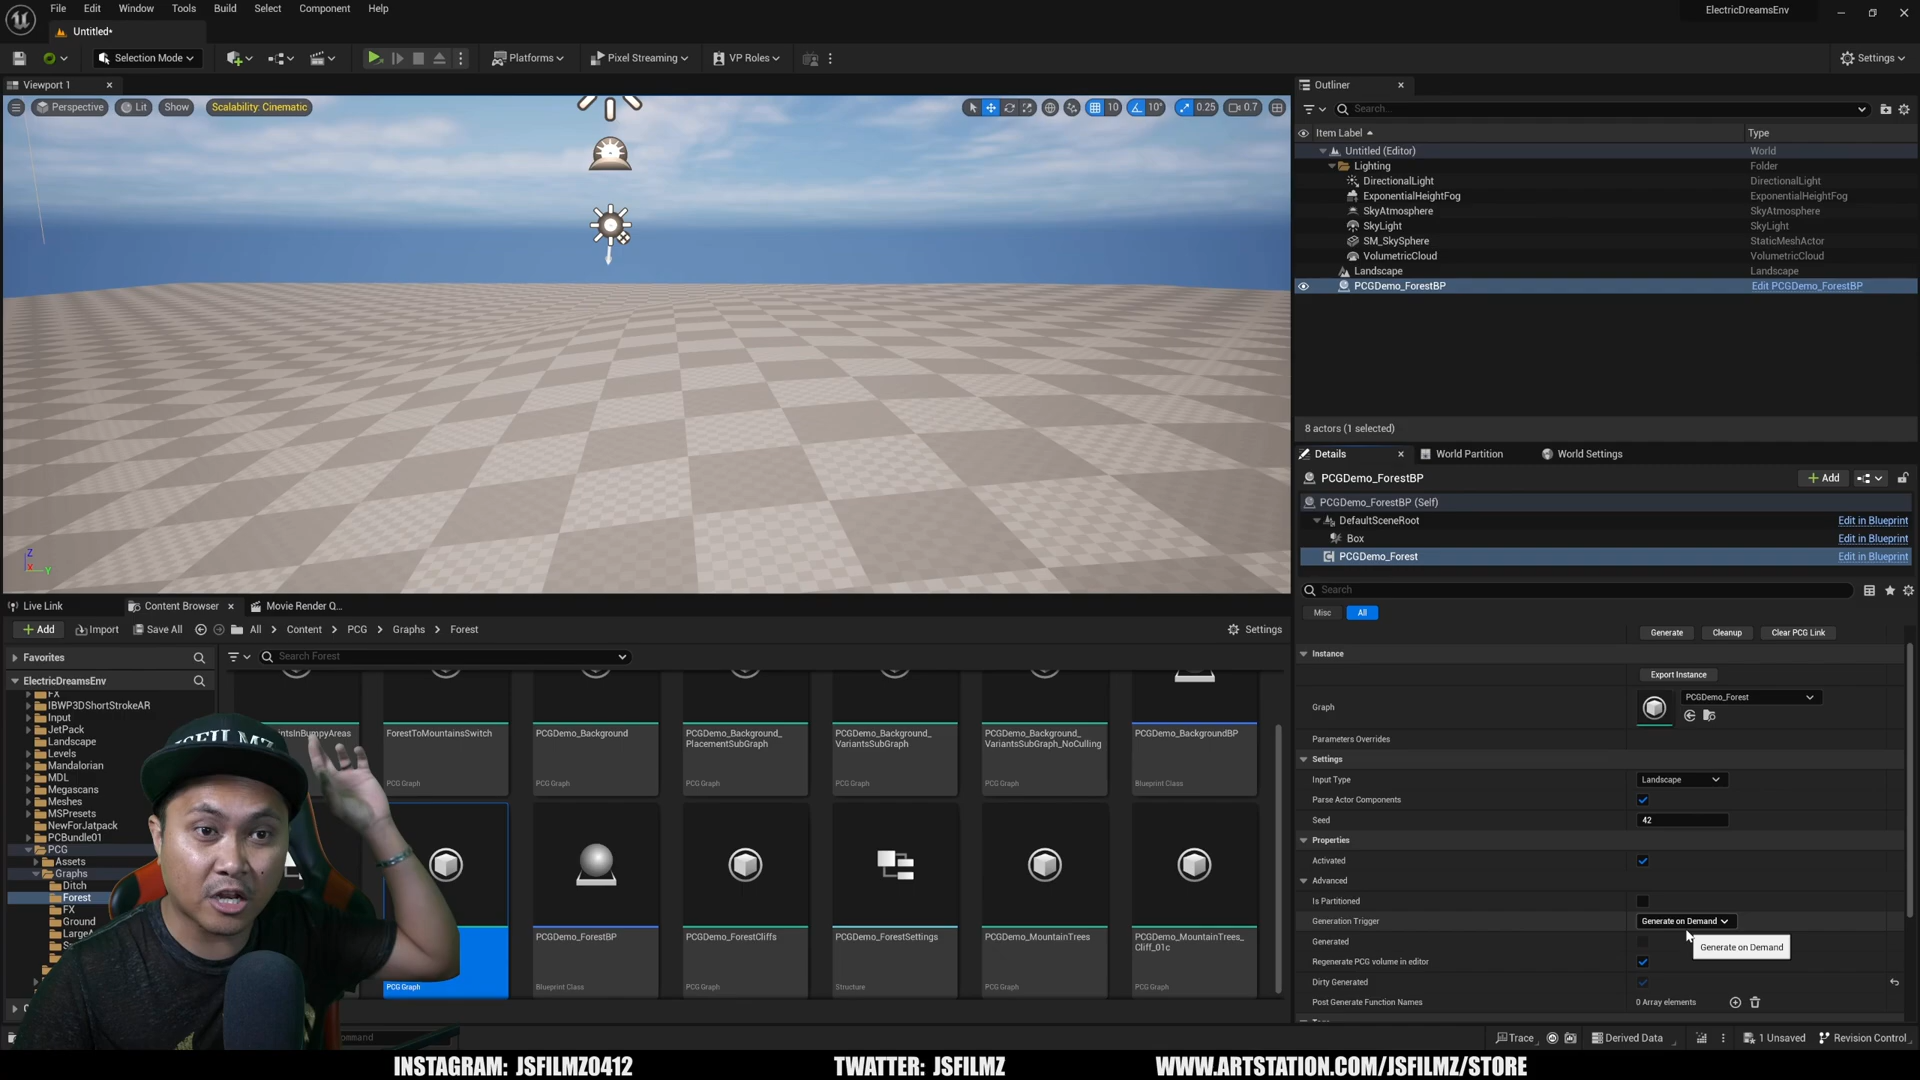 File Edit Window Tools Build Select Component Help
ElectricDreamsEnv
Untitled*
Selection Mode
Platforms
Pixel Streaming
VP Roles
Settings
Viewport 1
Perspective Lit Show Scalability: Cinematic
10 10° 0.25 0.7
Outliner
Search...
Item Label Type
Untitled (Editor) World
Lighting Folder
DirectionalLight DirectionalLight
ExponentialHeightFog ExponentialHeightFog
SkyAtmosphere SkyAtmosphere
SkyLight SkyLight
SM_SkySphere StaticMeshActor
VolumetricCloud VolumetricCloud
Landscape Landscape
PCGDemo_ForestBP Edit PCGDemo_ForestBP
8 actors (1 selected)
Details World Partition World Settings
PCGDemo_ForestBP
Add
PCGDemo_ForestBP (Self)
DefaultSceneRoot Edit in Blueprint
Box Edit in Blueprint
PCGDemo_Forest Edit in Blueprint
Search
Misc All
Generate Cleanup Clear PCG Link
Instance
Export Instance
Graph PCGDemo_Forest
Parameters Overrides
Settings
Input Type Landscape
Parse Actor Components
Seed 42
Properties
Activated
Advanced
Is Partitioned
Generation Trigger Generate on Demand
Generated
Generate on Demand
Regenerate PCG volume in editor
Dirty Generated
Post Generate Function Names 0 Array elements
Live Link Content Browser Movie Render Q...
Add Import Save All All Content PCG Graphs Forest Settings
Favorites
Search Forest
ElectricDreamsEnv
FX
IBWP3DShortStrokeAR
Input
JetPack
Landscape
Levels
Mandalorian
MDL
Megascans
Meshes
MSPresets
NewForJatpack
PCBundle01
PCG
Assets
Graphs
Ditch
Forest
FX
Ground
ntsInBumpyAreas
ForestToMountainsSwitch
PCG Graph
PCGDemo_Background
PCG Graph
PCGDemo_Background_
PlacementSubGraph
PCG Graph
PCGDemo_Background_
VariantsSubGraph
PCG Graph
PCGDemo_Background_
VariantsSubGraph_NoCulling
PCG Graph
PCGDemo_BackgroundBP
Blueprint Class
PCG Graph
PCGDemo_ForestBP
Blueprint Class
PCGDemo_ForestCliffs
PCG Graph
PCGDemo_ForestSettings
Structure
PCGDemo_MountainTrees
PCG Graph
PCGDemo_MountainTrees_
Cliff_01c
PCG Graph
JSFILMZ
Trace Derived Data 1 Unsaved Revision Control
INSTAGRAM: JSFILMZ0412 TWATTER: JSFILMZ WWW.ARTSTATION.COM/JSFILMZ/STORE